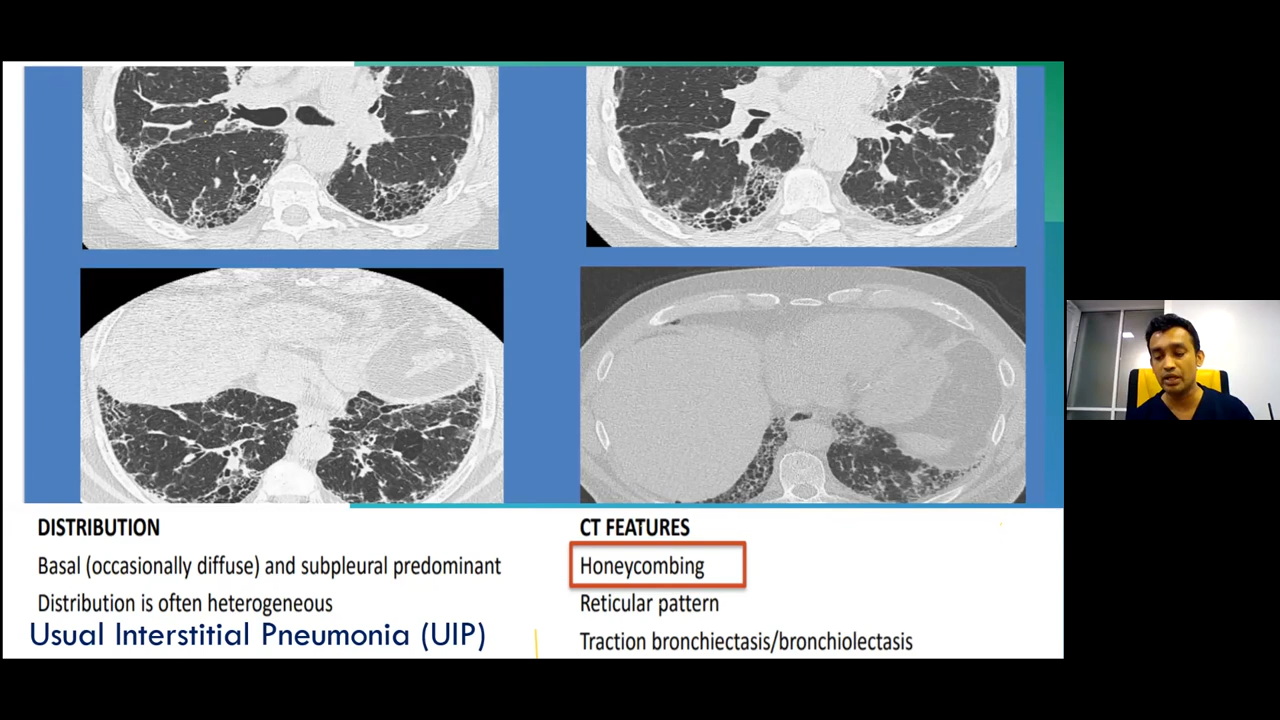 DISTRIBUTION
Basal (occasionally diffuse) and subpleural predominant
Distribution is often heterogeneous
Usual Interstitial Pneumonia (UIP)
CT FEATURES
Honeycombing
Reticular pattern
Traction bronchiectasis/bronchiolectasis